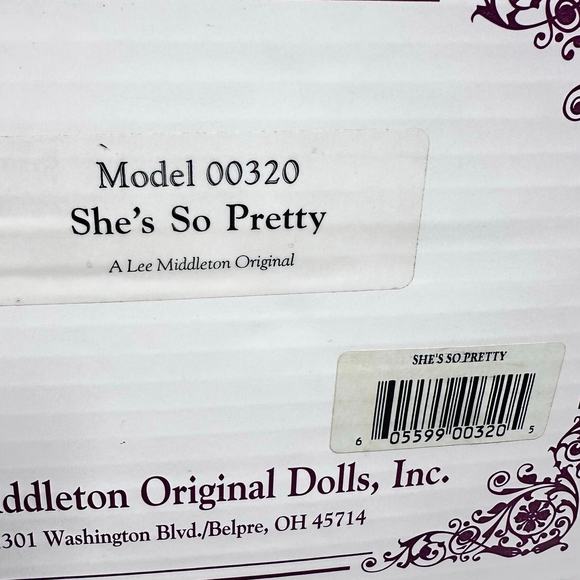 Model 00320
She's So Pretty
A Lee Middleton Original
SHE'S SO PRETTY
6 05599 00320 5
ddleton Original Dolls, Inc.
301 Washington Blvd./Belpre, OH 45714